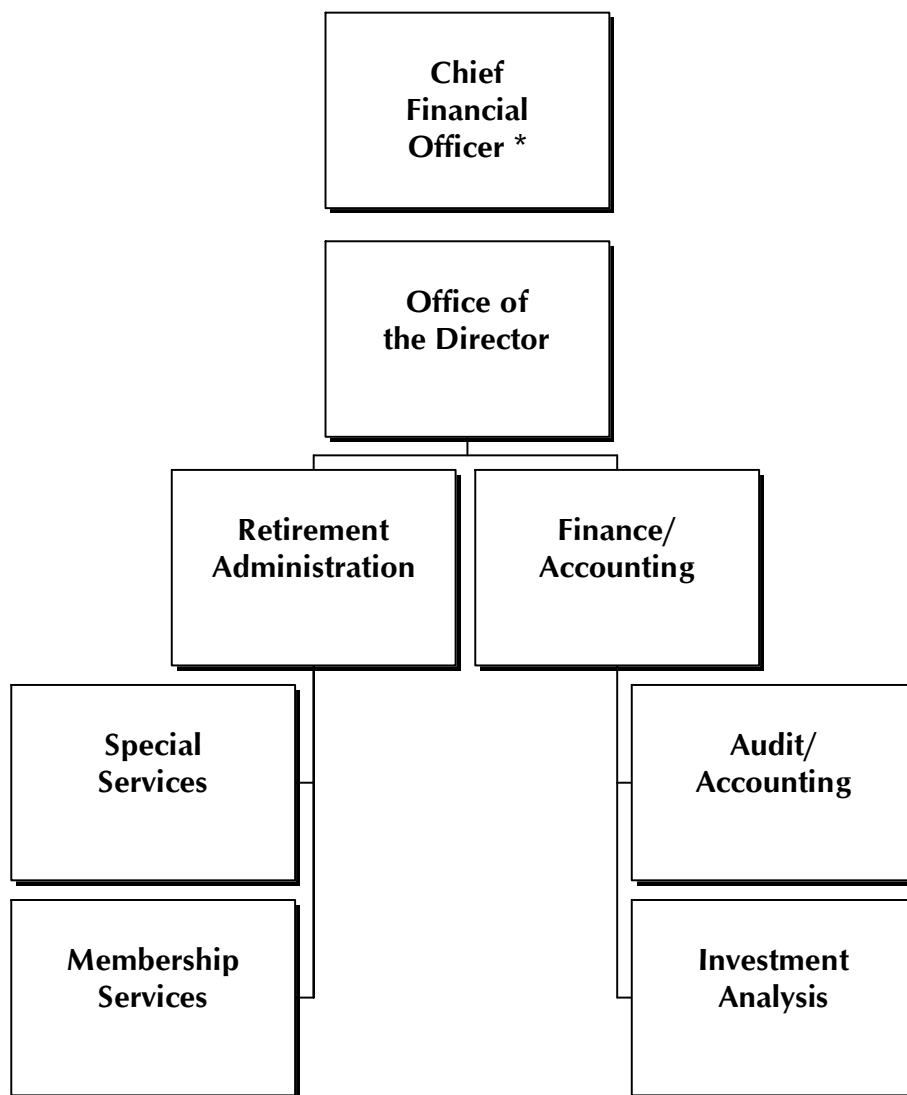 Chief
Financial
Officer *
Office of
the Director
Retirement
Administration
Finance/
Accounting
Special
Services
Audit/
Accounting
Membership
Services
Investment
Analysis